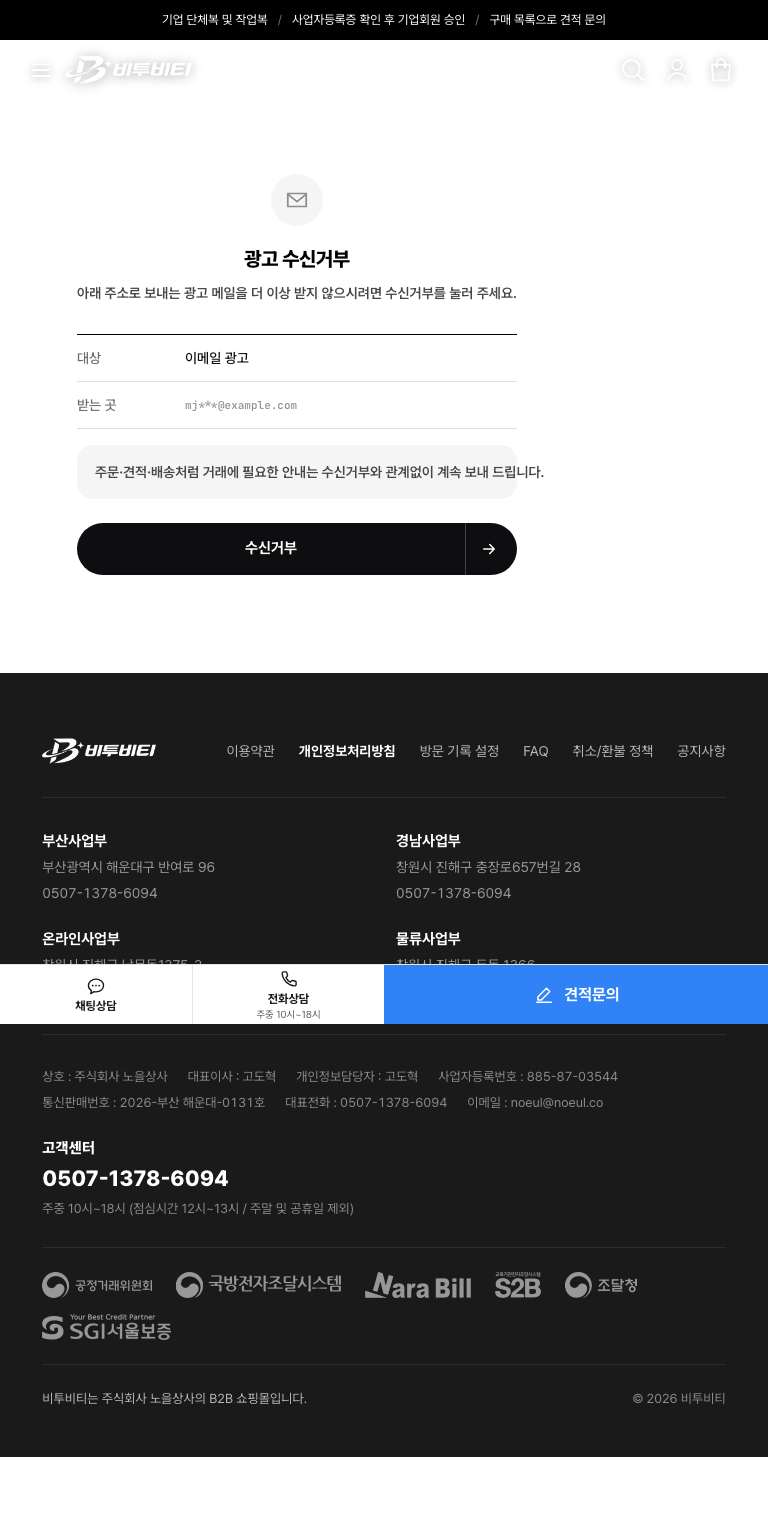 기업 단체복 및 작업복 / 사업자등록증 확인 후 기업회원 승인 / 구매 목록으로 견적 문의
비투비티
광고 수신거부
아래 주소로 보내는 광고 메일을 더 이상 받지 않으시려면 수신거부를 눌러 주세요.
대상 이메일 광고
받는 곳 mj***@example.com
주문·견적·배송처럼 거래에 필요한 안내는 수신거부와 관계없이 계속 보내 드립니다.
수신거부
비투비티 이용약관 개인정보처리방침 방문 기록 설정 FAQ 취소/환불 정책 공지사항
부산사업부
부산광역시 해운대구 반여로 96
0507-1378-6094
경남사업부
창원시 진해구 충장로657번길 28
0507-1378-6094
온라인사업부
물류사업부
채팅상담
전화상담
주중 10시~18시
견적문의
상호 : 주식회사 노을상사 대표이사 : 고도혁 개인정보담당자 : 고도혁 사업자등록번호 : 885-87-03544
통신판매번호 : 2026-부산 해운대-0131호 대표전화 : 0507-1378-6094 이메일 : noeul@noeul.co
고객센터
0507-1378-6094
주중 10시~18시 (점심시간 12시~13시 / 주말 및 공휴일 제외)
공정거래위원회 국방전자조달시스템 Nara Bill S2B 조달청
Your Best Credit Partner
SGI서울보증
비투비티는 주식회사 노을상사의 B2B 쇼핑몰입니다. © 2026 비투비티